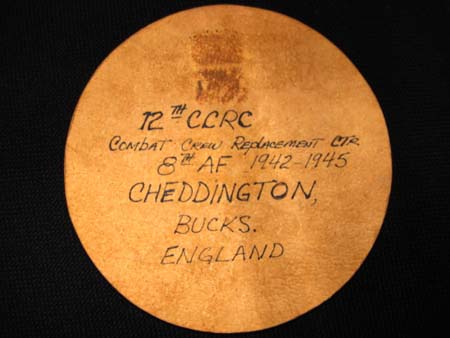 12TH CCRC
COMBAT CREW REPLACEMENT CTR.
8TH AF 1942-1945
CHEDDINGTON,
BUCKS.
ENGLAND